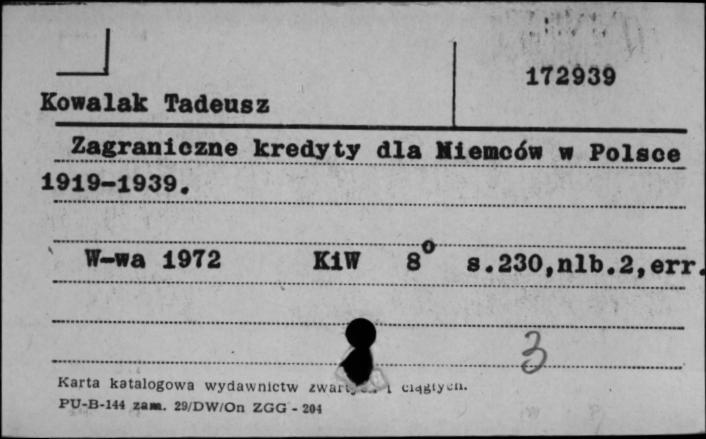 172939
Kowalak Tadeusz
Zagraniczne kredyty dla Niemców w Polsce
1919-1939.
W-wa 1972 KiW 8° s.230,nlb.2,err.
3
Karta katalogowa wydawnictw i ciągłych.
PU-B-144 zam. 29/DW/On ZGG - 204